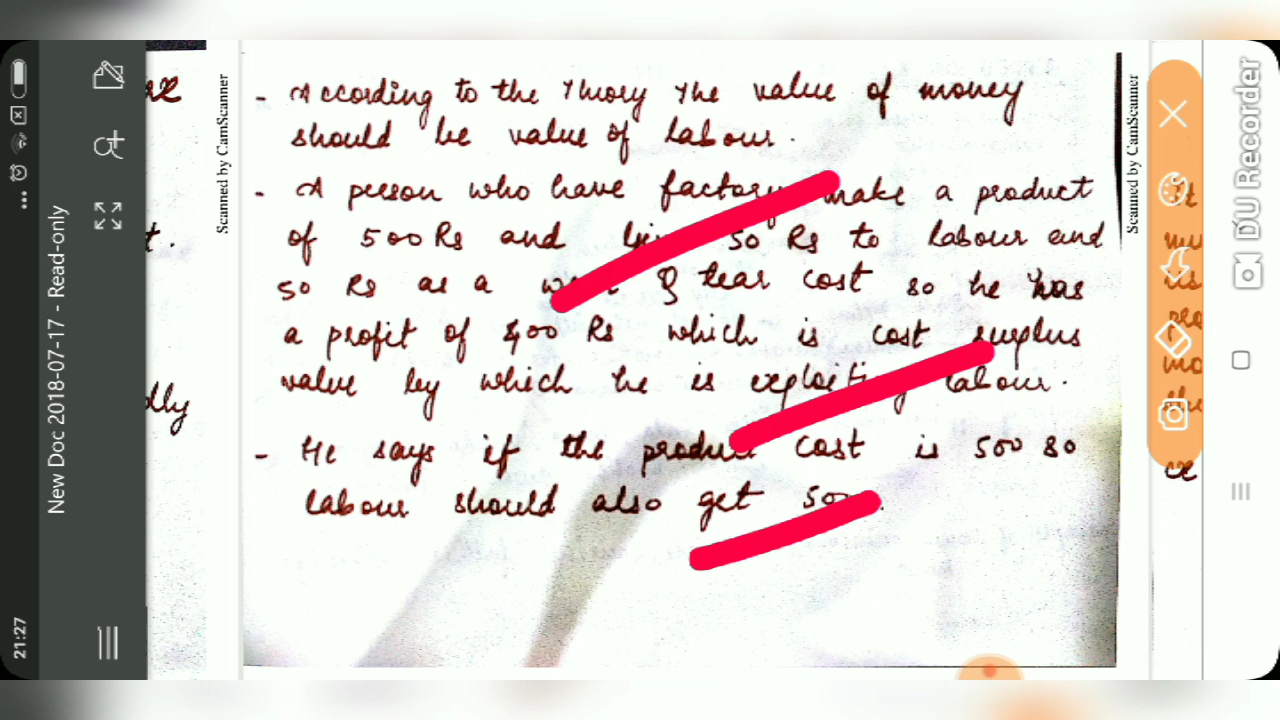 - According to the Theory The value of money
should be value of labour.
- A person who have factory make a product
of 500 Rs and 50 Rs to labour and
50 Rs as a & tear cost so he has
a profit of 400 Rs which is cost surplus
value by which he is exploiting labour.
- He says if the product cost is 500 so
labour should also get 500.
Scanned by CamScanner
Scanned by CamScanner
New Doc 2018-07-17 - Read-only
21:27
DU Recorder
t.
dly